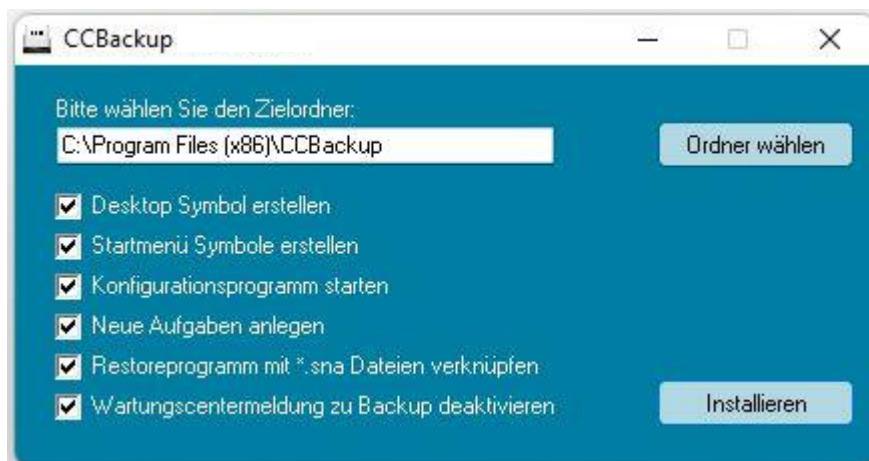 CCBackup
Bitte wählen Sie den Zielordner:
C:\Program Files (x86)\CCBackup
Ordner wählen
Desktop Symbol erstellen
Startmenü Symbole erstellen
Konfigurationsprogramm starten
Neue Aufgaben anlegen
Restoreprogramm mit *.sna Dateien verknüpfen
Wartungscentermeldung zu Backup deaktivieren
Installieren